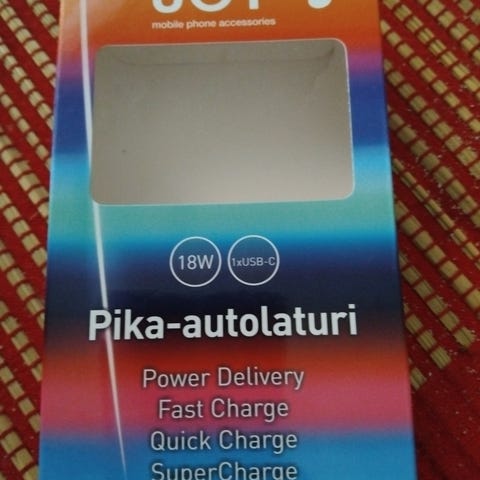 mobile phone accessories
18W
1xUSB-C
Pika-autolaturi
Power Delivery
Fast Charge
Quick Charge
SuperCharge